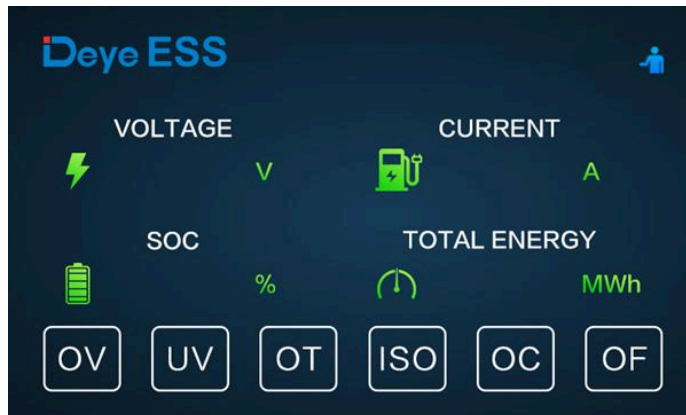 Deye ESS
VOLTAGE CURRENT
V A
SOC TOTAL ENERGY
% MWh
OV UV OT ISO OC OF